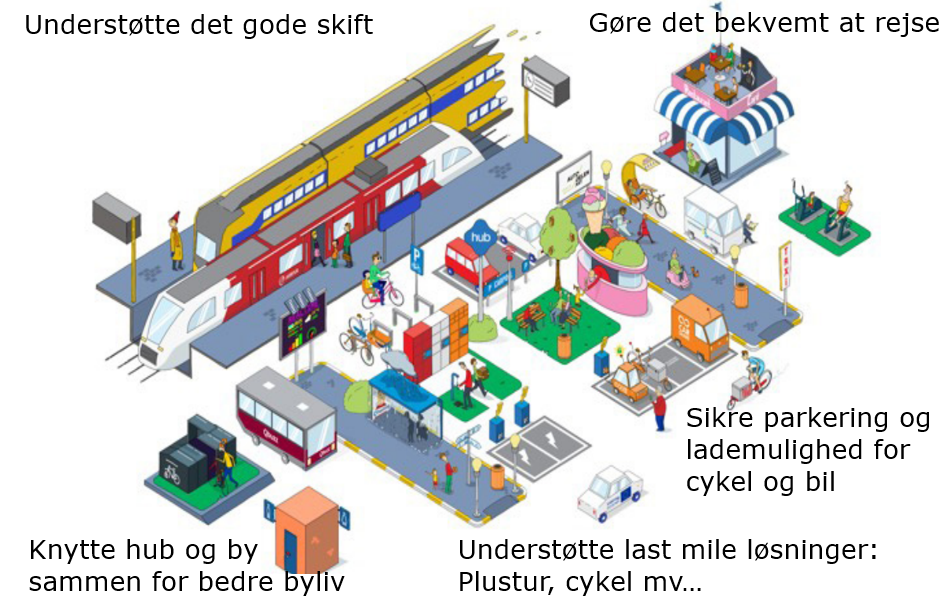 Understøtte det gode skift
Gøre det bekvemt at rejse
hub
P
TAXI
Sikre parkering og
lademulighed for
cykel og bil
Knytte hub og by
sammen for bedre byliv
Understøtte last mile løsninger:
Plustur, cykel mv...